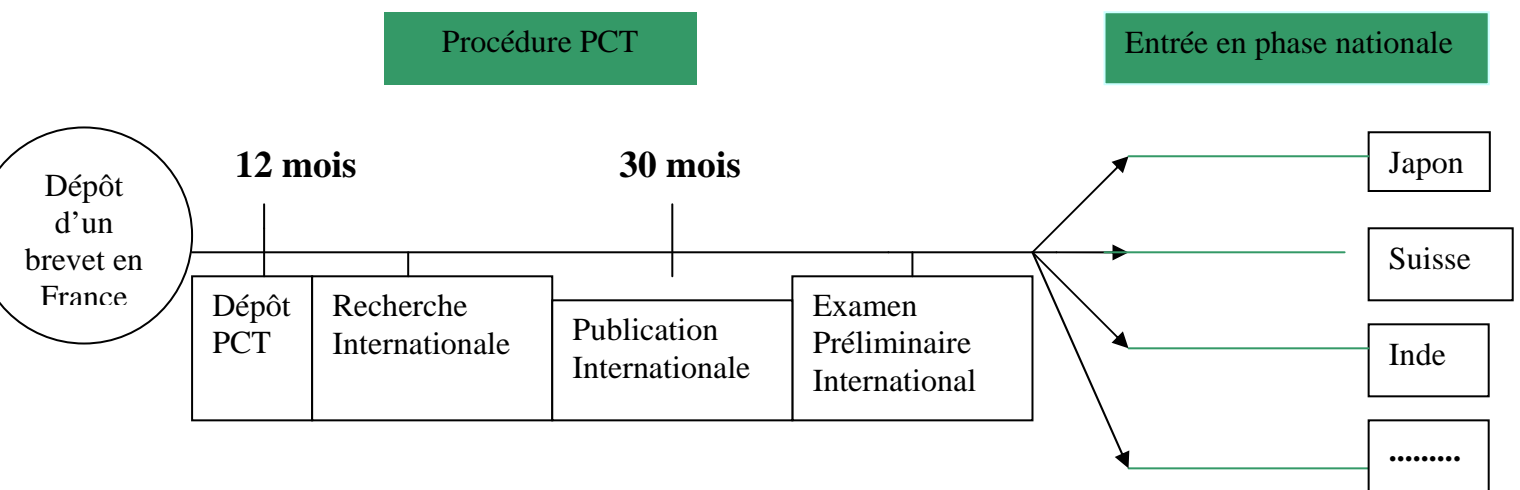 Procédure PCT
Entrée en phase nationale
12 mois
30 mois
Dépôt
d’un
brevet en
France
Dépôt
PCT
Recherche
Internationale
Publication
Internationale
Examen
Préliminaire
International
Japon
Suisse
Inde
.........